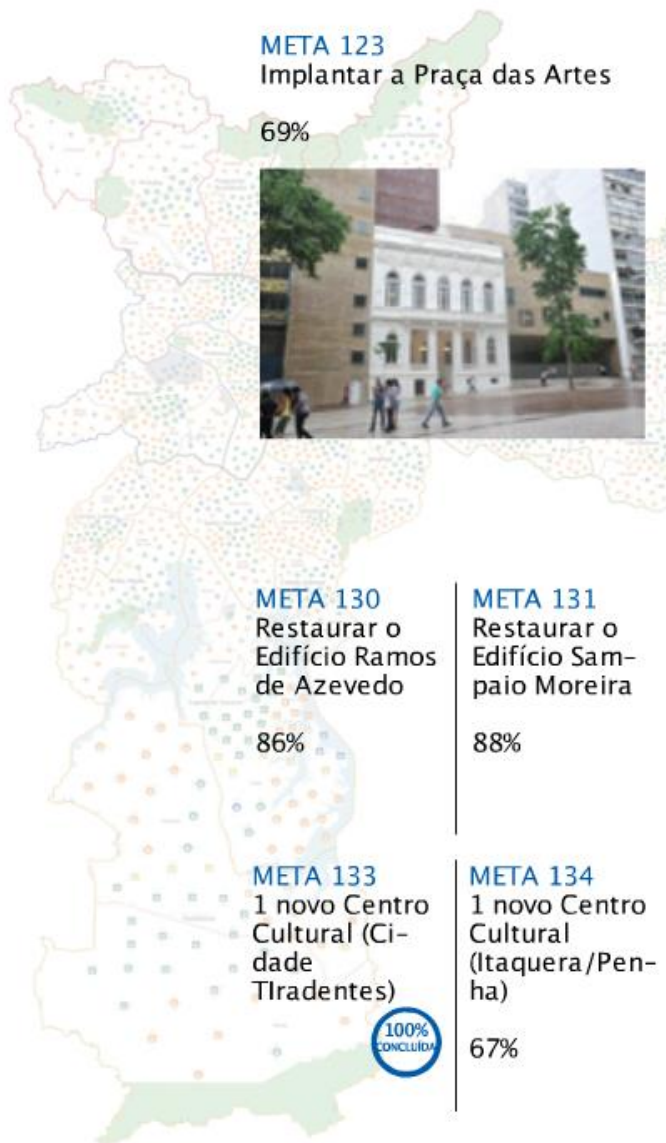 META 123
Implantar a Praça das Artes
69%
META 130
Restaurar o
Edifício Ramos
de Azevedo
86%
META 131
Restaurar o
Edifício Sam-
paio Moreira
88%
META 133
1 novo Centro
Cultural (Ci-
dade
TIradentes)
100%
CONCLUÍDA
META 134
1 novo Centro
Cultural
(Itaquera/Pen-
ha)
67%